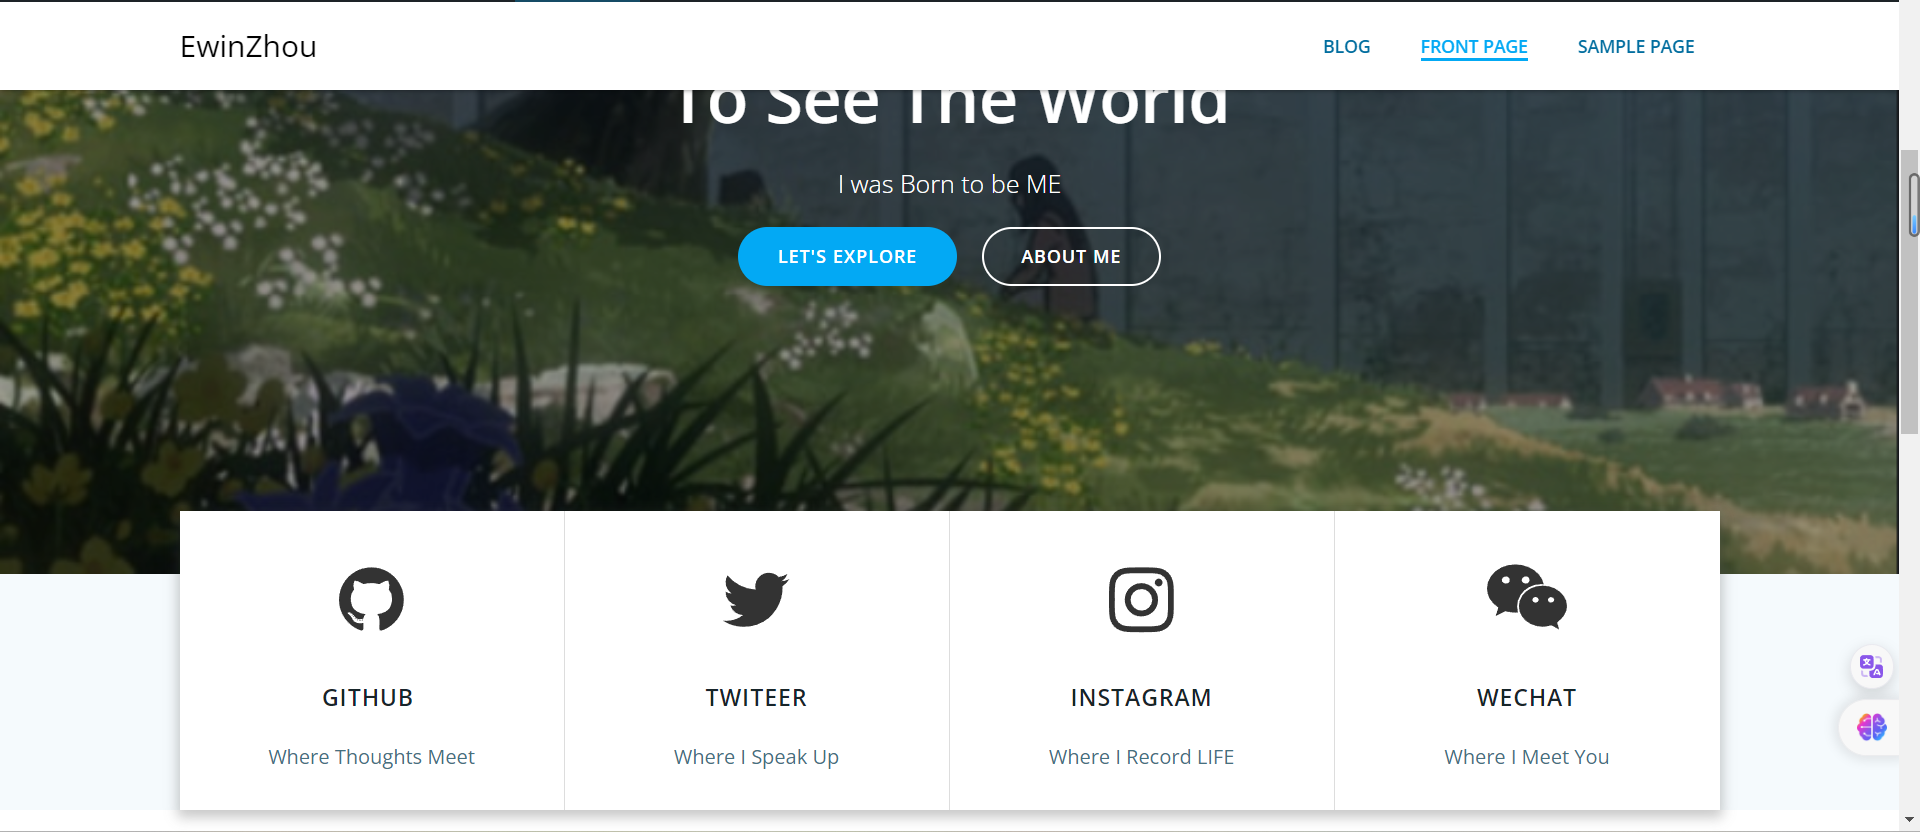 EwinZhou
BLOG
FRONT PAGE
SAMPLE PAGE
To See The World
I was Born to be ME
LET'S EXPLORE
ABOUT ME
GITHUB
TWITEER
INSTAGRAM
WECHAT
Where Thoughts Meet
Where I Speak Up
Where I Record LIFE
Where I Meet You